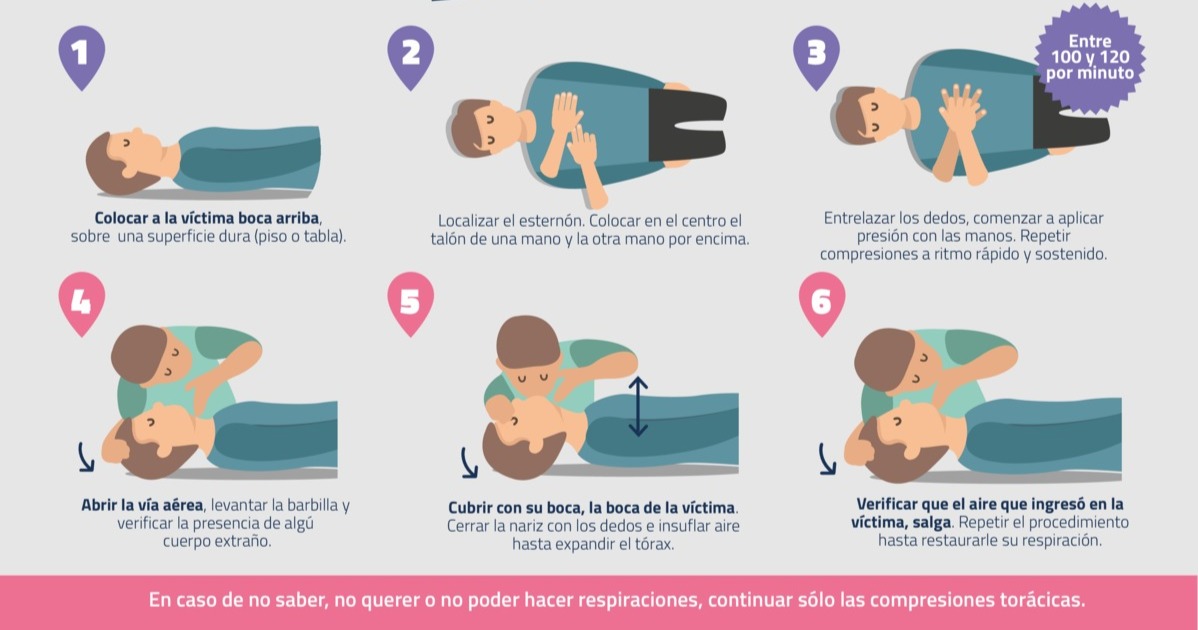 1
Colocar a la víctima boca arriba,
sobre una superficie dura (piso o tabla).
2
Localizar el esternón. Colocar en el centro el
talón de una mano y la otra mano por encima.
3
Entre
100 y 120
por minuto
Entrelazar los dedos, comenzar a aplicar
presión con las manos. Repetir
compresiones a ritmo rápido y sostenido.
4
Abrir la vía aérea, levantar la barbilla y
verificar la presencia de algú
cuerpo extraño.
5
Cubrir con su boca, la boca de la víctima.
Cerrar la nariz con los dedos e insuflar aire
hasta expandir el tórax.
6
Verificar que el aire que ingresó en la
víctima, salga. Repetir el procedimiento
hasta restaurarle su respiración.
En caso de no saber, no querer o no poder hacer respiraciones, continuar sólo las compresiones torácicas.